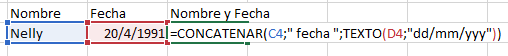 Nombre Fecha Nombre y Fecha
Nelly 20/4/1991 =CONCATENAR(C4;" fecha ";TEXTO(D4;"dd/mm/yyy"))